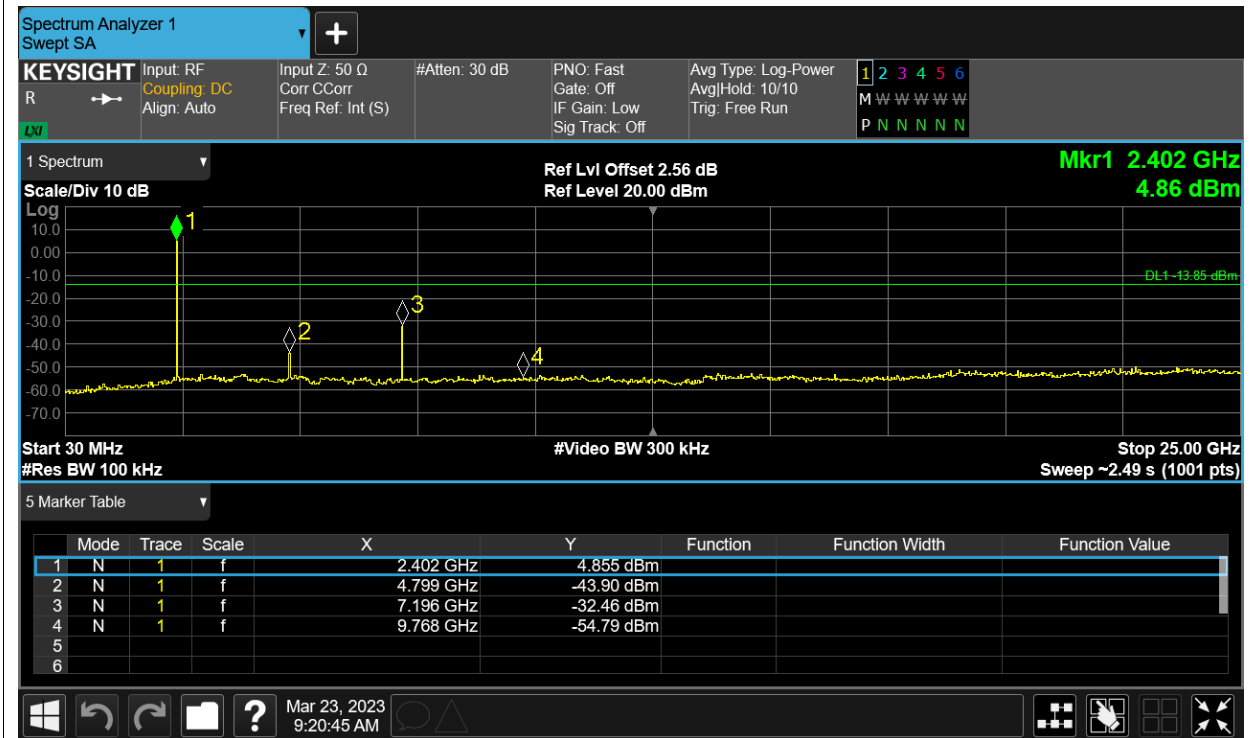 Spectrum Analyzer 1
Swept SA
+
KEYSIGHT
R
LXI
Input: RF
Coupling: DC
Align: Auto
Input Z: 50 Ω
Corr CCorr
Freq Ref: Int (S)
#Atten: 30 dB
PNO: Fast
Gate: Off
IF Gain: Low
Sig Track: Off
Avg Type: Log-Power
Avg|Hold: 10/10
Trig: Free Run
1 2 3 4 5 6
M W W W W W
P N N N N N
1 Spectrum
Scale/Div 10 dB
Ref Lvl Offset 2.56 dB
Ref Level 20.00 dBm
Mkr1 2.402 GHz
4.86 dBm
Log
10.0
0.00
-10.0
-20.0
-30.0
-40.0
-50.0
-60.0
-70.0
1
2
3
4
DL1 -13.85 dBm
Start 30 MHz
#Res BW 100 kHz
#Video BW 300 kHz
Stop 25.00 GHz
Sweep ~2.49 s (1001 pts)
5 Marker Table
Mode Trace Scale X Y Function Function Width Function Value
1 N 1 f 2.402 GHz 4.855 dBm
2 N 1 f 4.799 GHz -43.90 dBm
3 N 1 f 7.196 GHz -32.46 dBm
4 N 1 f 9.768 GHz -54.79 dBm
5
6
?
Mar 23, 2023
9:20:45 AM